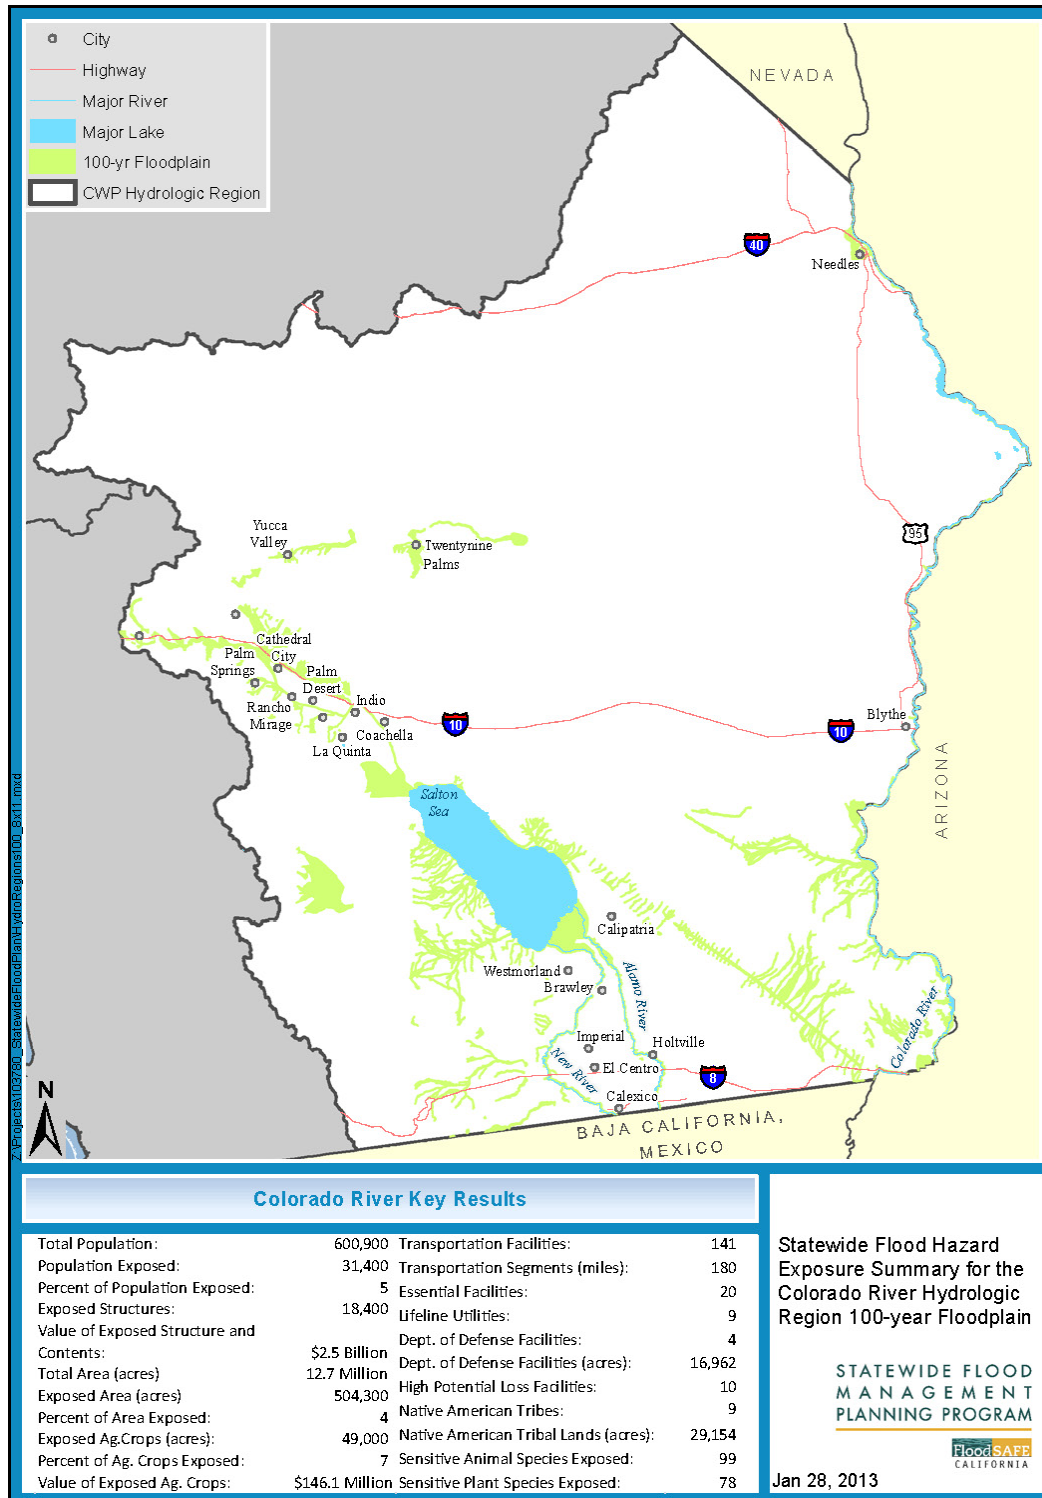 City
Highway
Major River
Major Lake
100-yr Floodplain
CWP Hydrologic Region
NEVADA
40
Needles
95
Yucca
Valley
Twentynine
Palms
Cathedral
City
Palm
Springs
Palm
Desert
Rancho
Mirage
Indio
Coachella
La Quinta
10
10
Blythe
ARIZONA
Salton
Sea
Calipatria
Westmorland
Brawley
Alamo River
Imperial
Holtville
El Centro
New River
8
Calexico
Colorado River
BAJA CALIFORNIA,
MEXICO
N
Z:\Projects\103780_StatewideFloodPlan\HydroRegions100_8x11.mxd
Colorado River Key Results
Total Population: 600,900
Population Exposed: 31,400
Percent of Population Exposed: 5
Exposed Structures: 18,400
Value of Exposed Structure and
Contents: $2.5 Billion
Total Area (acres) 12.7 Million
Exposed Area (acres) 504,300
Percent of Area Exposed: 4
Exposed Ag.Crops (acres): 49,000
Percent of Ag. Crops Exposed: 7
Value of Exposed Ag. Crops: $146.1 Million
Transportation Facilities: 141
Transportation Segments (miles): 180
Essential Facilities: 20
Lifeline Utilities: 9
Dept. of Defense Facilities: 4
Dept. of Defense Facilities (acres): 16,962
High Potential Loss Facilities: 10
Native American Tribes: 9
Native American Tribal Lands (acres): 29,154
Sensitive Animal Species Exposed: 99
Sensitive Plant Species Exposed: 78
Statewide Flood Hazard
Exposure Summary for the
Colorado River Hydrologic
Region 100-year Floodplain
STATEWIDE FLOOD
MANAGEMENT
PLANNING PROGRAM
FloodSAFE
CALIFORNIA
Jan 28, 2013